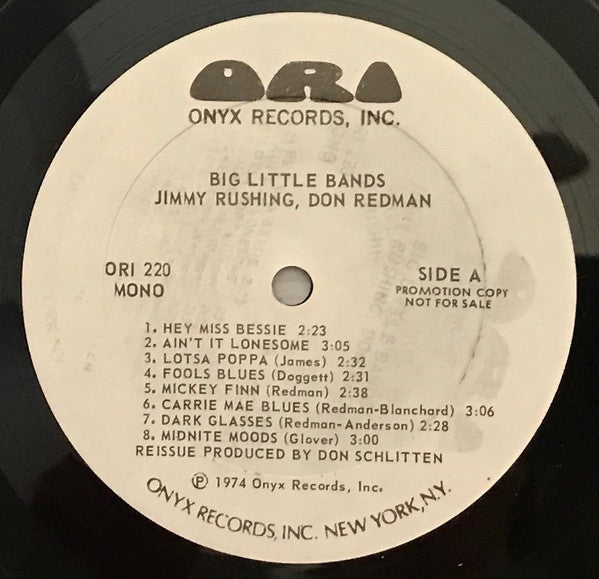 ORI
ONYX RECORDS, INC.
BIG LITTLE BANDS
JIMMY RUSHING, DON REDMAN
ORI 220
MONO
SIDE A
PROMOTION COPY
NOT FOR SALE
1. HEY MISS BESSIE 2:23
2. AIN'T IT LONESOME 3:05
3. LOTSA POPPA (James) 2:32
4. FOOLS BLUES (Doggett) 2:31
5. MICKEY FINN (Redman) 2:38
6. CARRIE MAE BLUES (Redman-Blanchard) 3:06
7. DARK GLASSES (Redman-Anderson) 2:28
8. MIDNITE MOODS (Glover) 3:00
REISSUE PRODUCED BY DON SCHLITTEN
℗ 1974 Onyx Records, Inc.
ONYX RECORDS, INC. NEW YORK, N.Y.